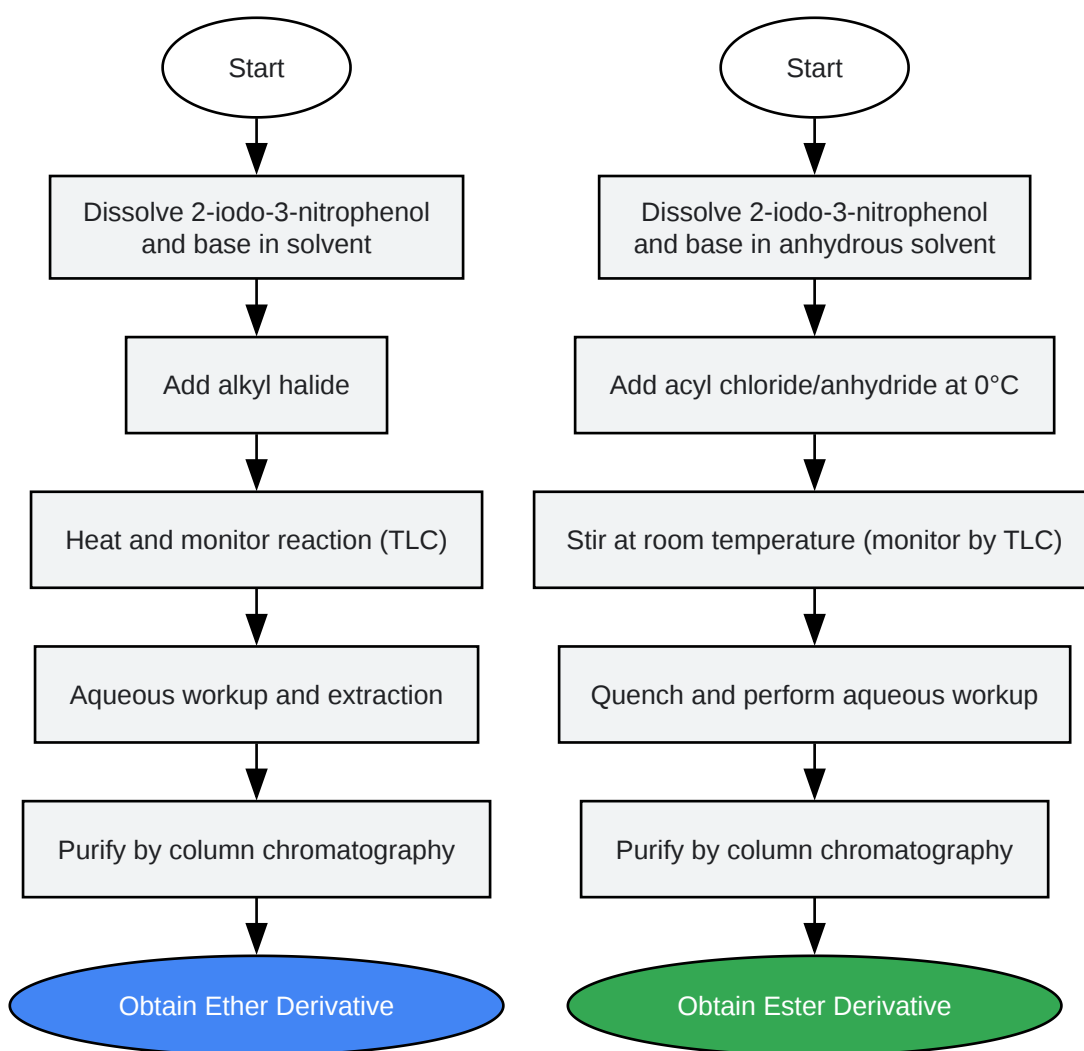 Start
Dissolve 2-iodo-3-nitrophenol
and base in solvent
Add alkyl halide
Heat and monitor reaction (TLC)
Aqueous workup and extraction
Purify by column chromatography
Obtain Ether Derivative
Start
Dissolve 2-iodo-3-nitrophenol
and base in anhydrous solvent
Add acyl chloride/anhydride at 0°C
Stir at room temperature (monitor by TLC)
Quench and perform aqueous workup
Purify by column chromatography
Obtain Ester Derivative